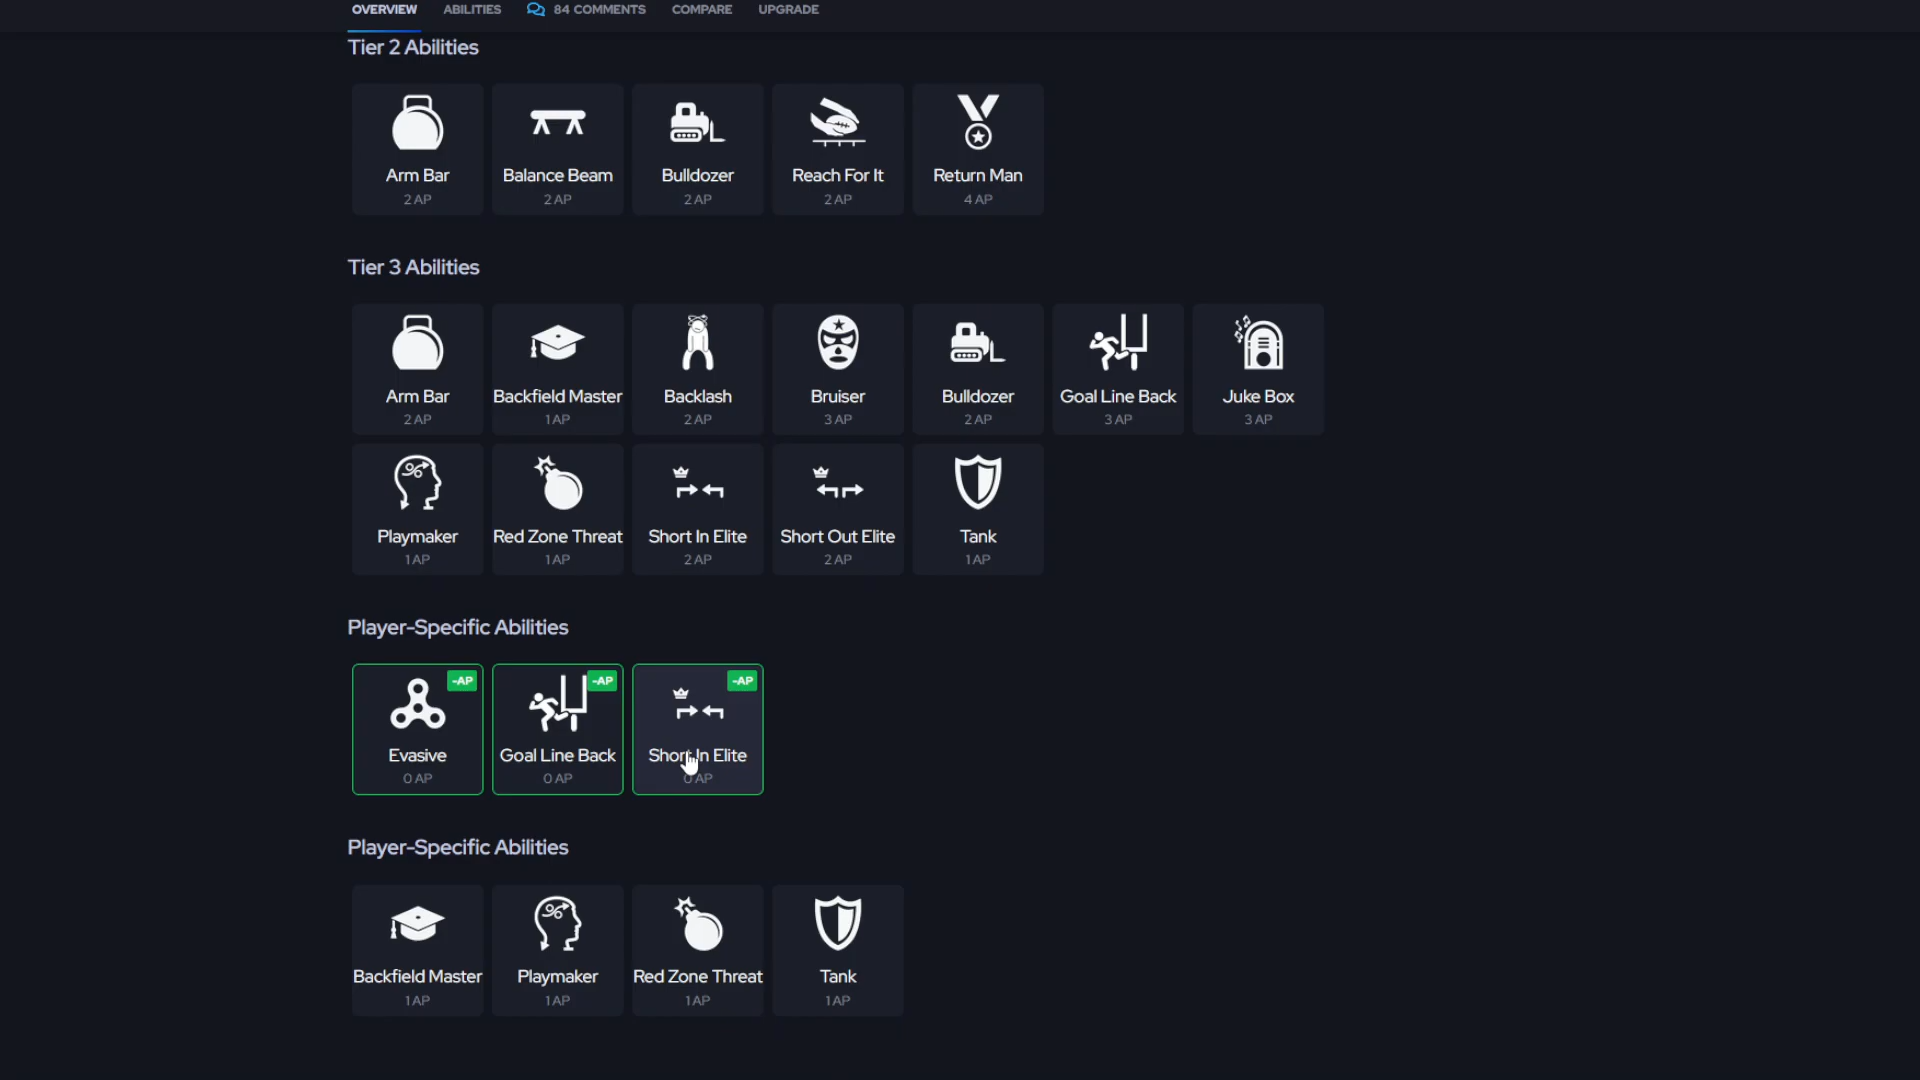 OVERVIEW ABILITIES 84 COMMENTS COMPARE UPGRADE
Tier 2 Abilities
Arm Bar Balance Beam Bulldozer Reach For It Return Man
2 AP 2 AP 2 AP 2 AP 4 AP
Tier 3 Abilities
Arm Bar Backfield Master Backlash Bruiser Bulldozer Goal Line Back Juke Box
2 AP 1 AP 2 AP 3 AP 2 AP 3 AP 3 AP
Playmaker Red Zone Threat Short In Elite Short Out Elite Tank
1 AP 1 AP 2 AP 2 AP 1 AP
Player-Specific Abilities
-AP -AP -AP
Evasive Goal Line Back Short In Elite
0 AP 0 AP 0 AP
Player-Specific Abilities
Backfield Master Playmaker Red Zone Threat Tank
1 AP 1 AP 1 AP 1 AP